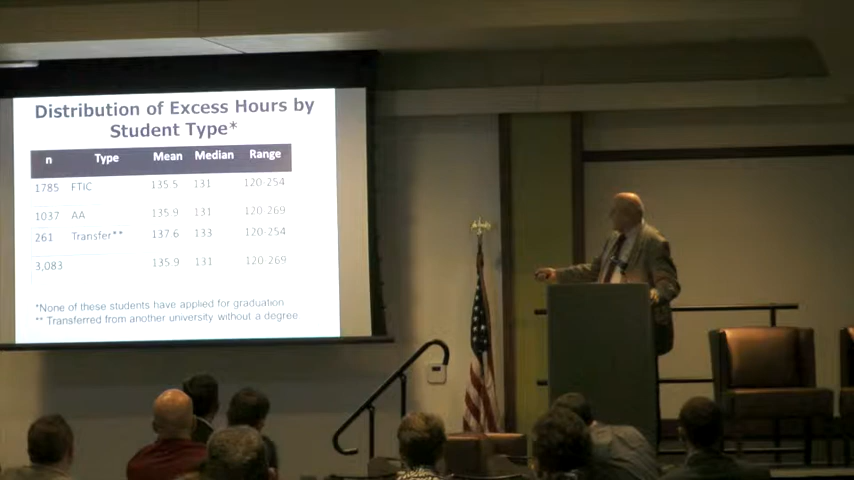 Distribution of Excess Hours by
Student Type*
n Type Mean Median Range
1785 FTIC 135.5 131 120-254
1037 AA 135.9 131 120-269
261 Transfer** 137.6 133 120-254
3,083 135.9 131 120-269
*None of these students have applied for graduation
** Transferred from another university without a degree